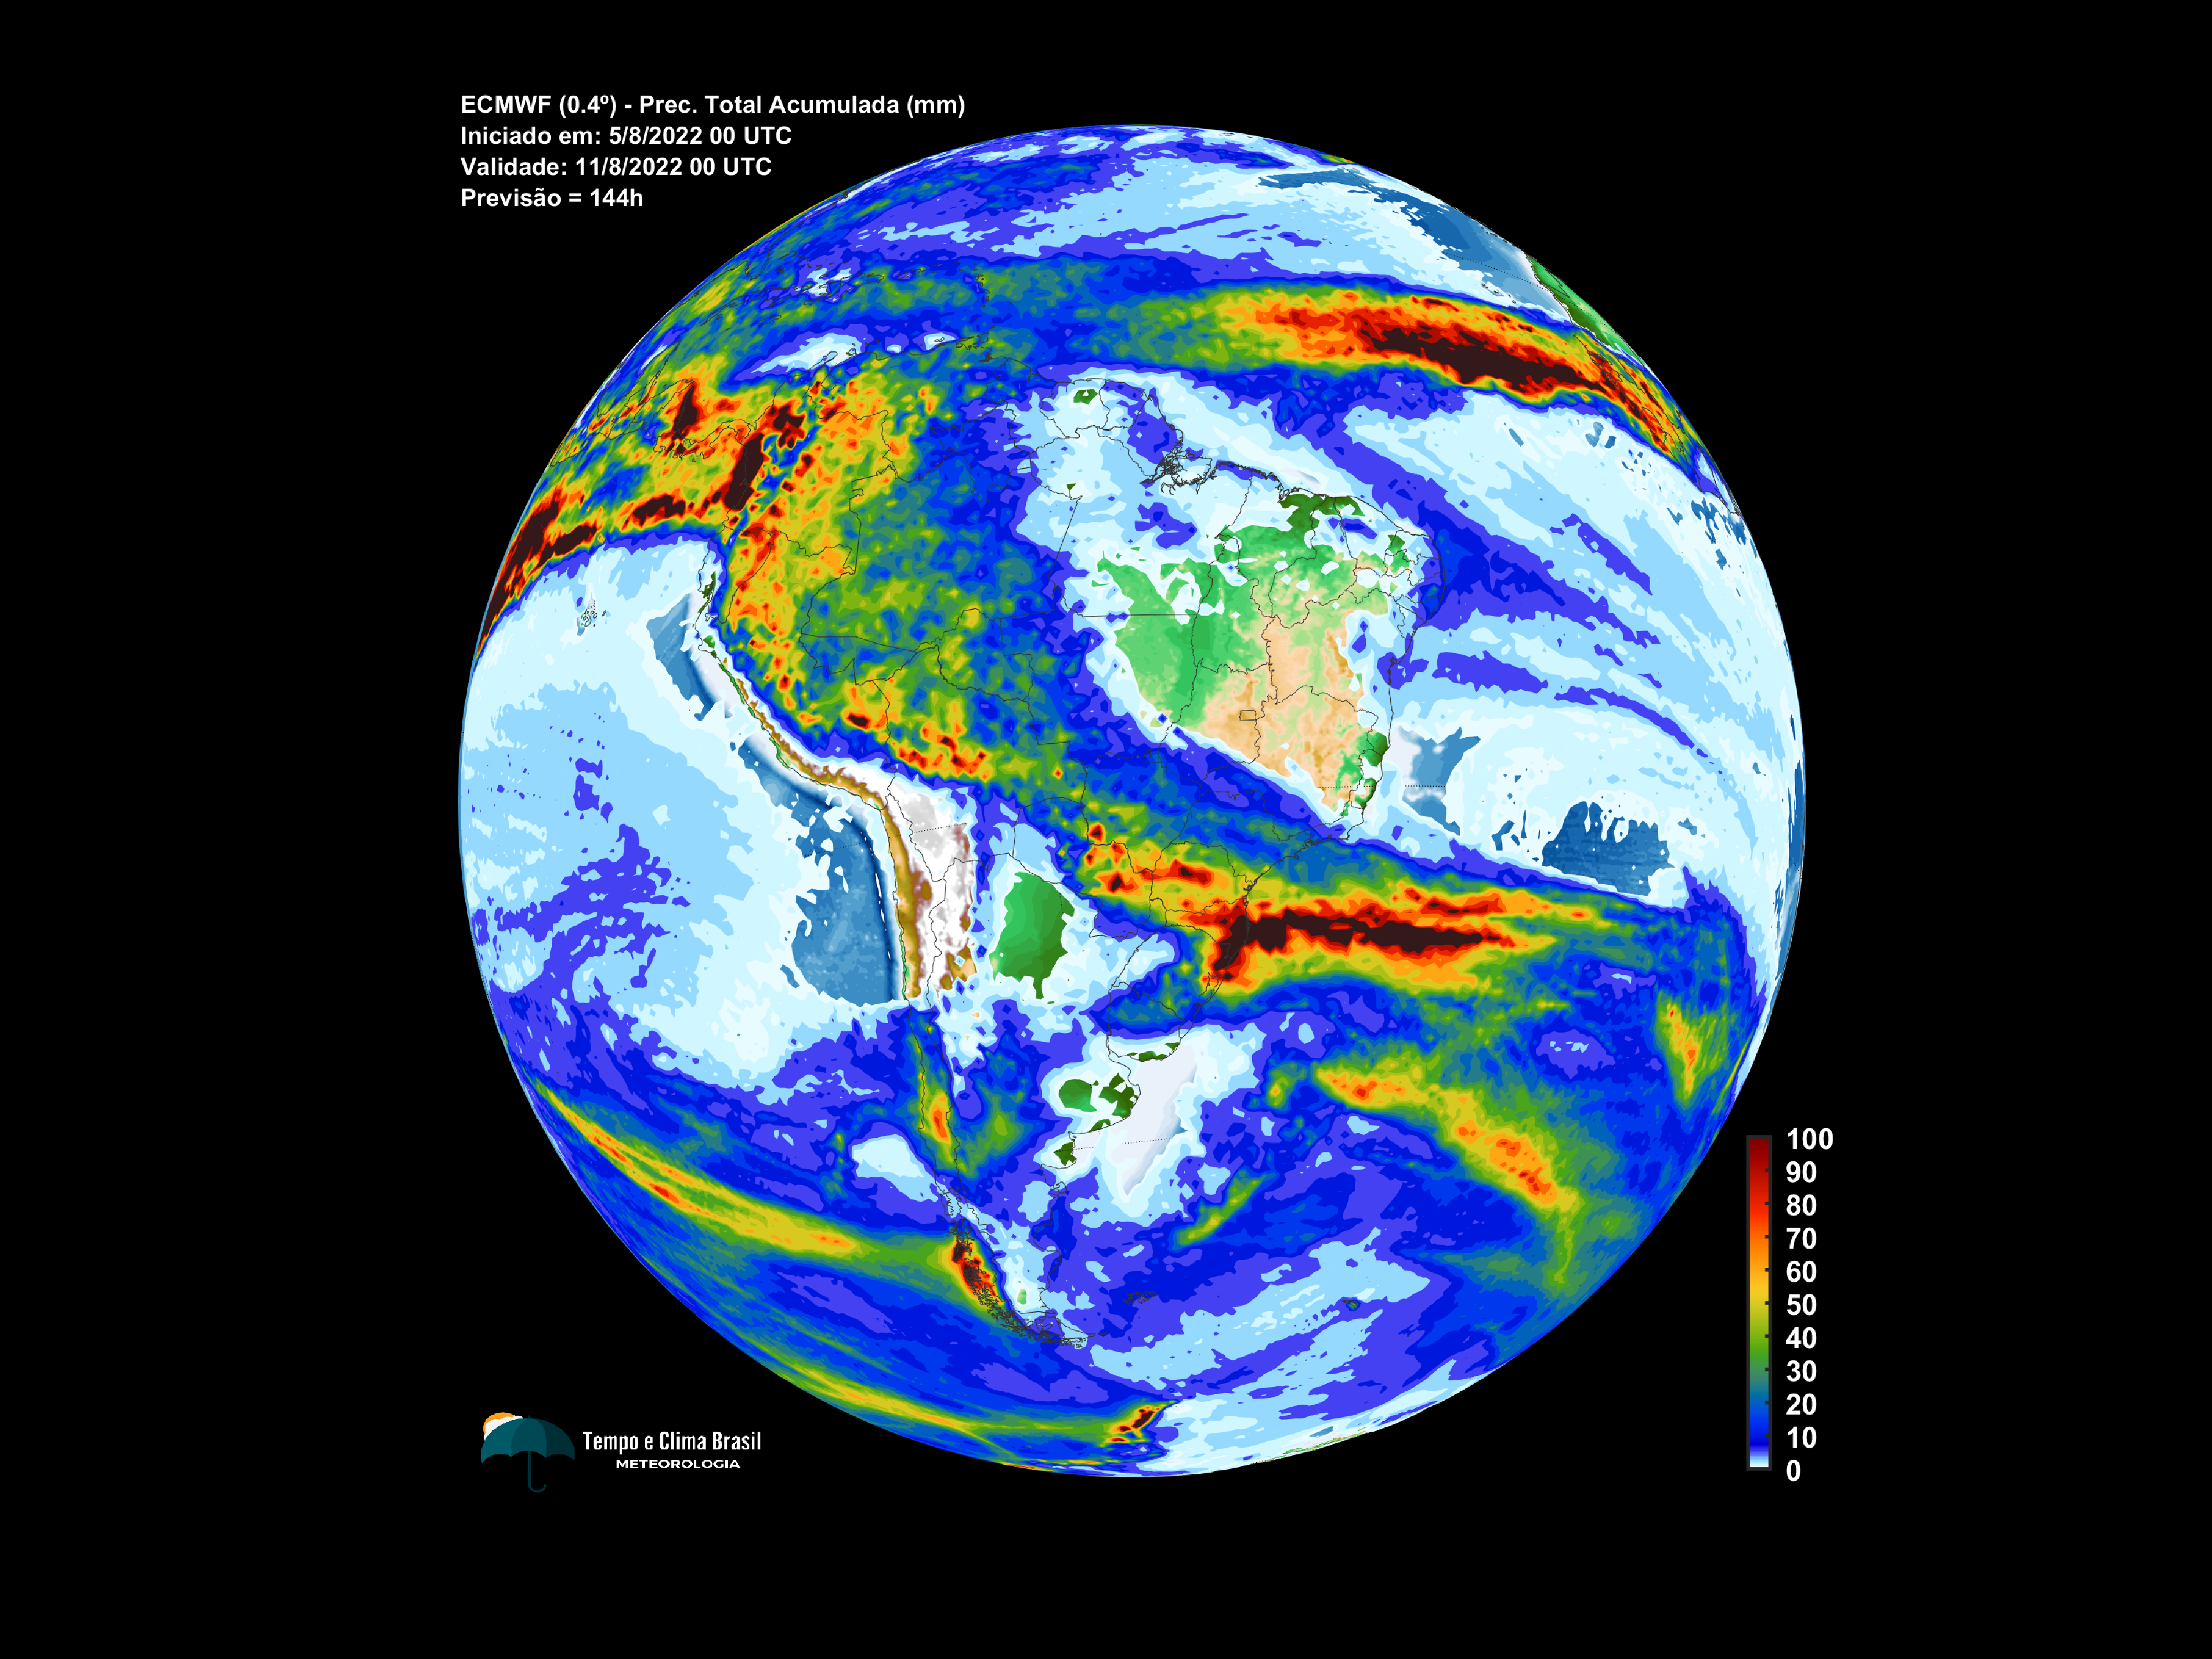 ECMWF (0.4º) - Prec. Total Acumulada (mm)
Iniciado em: 5/8/2022 00 UTC
Validade: 11/8/2022 00 UTC
Previsão = 144h
100
90
80
70
60
50
40
30
20
10
0
Tempo e Clima Brasil
METEOROLOGIA